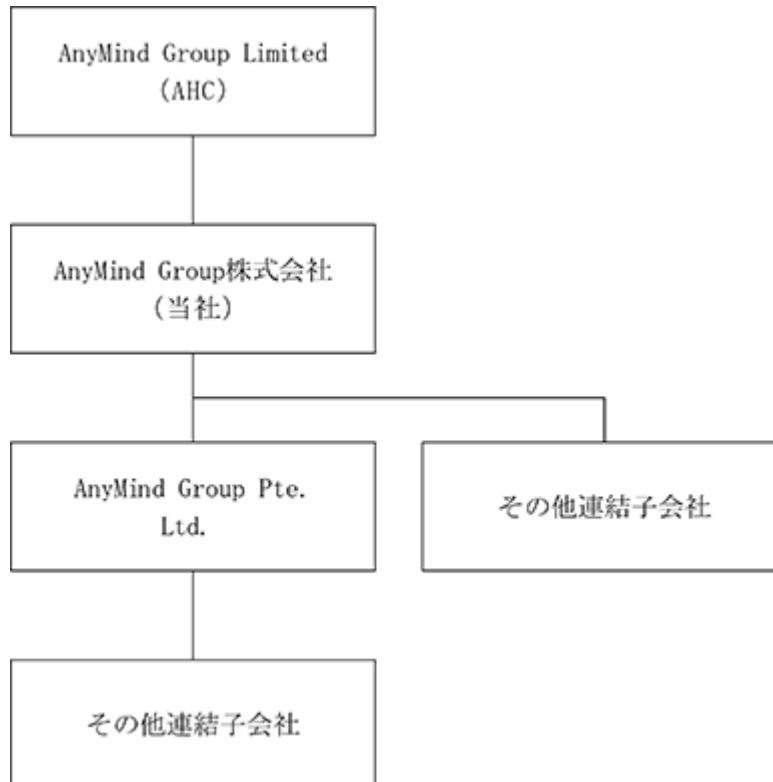 AnyMind Group Limited
(AHC)
AnyMind Group株式会社
(当社)
AnyMind Group Pte.
Ltd.
その他連結子会社
その他連結子会社